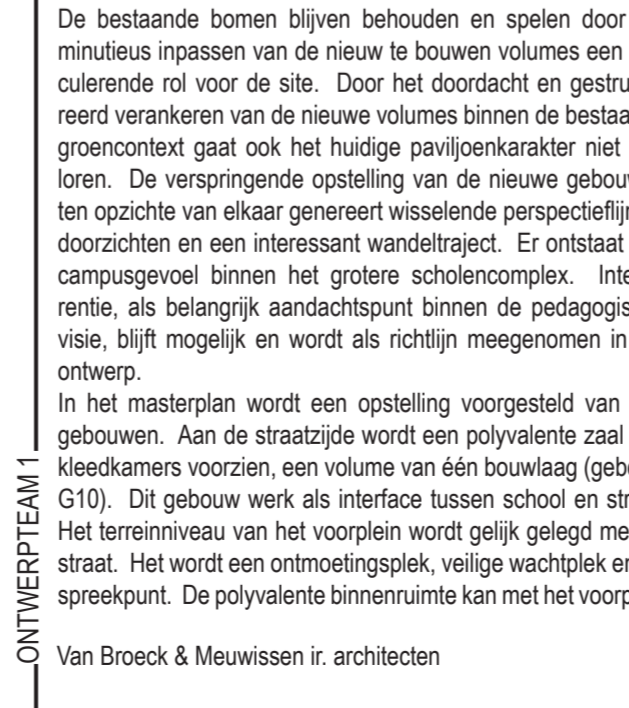 De bestaande bomen blijven behouden en spelen door
minutieus inpassen van de nieuw te bouwen volumes een
culerende rol voor de site. Door het doordacht en gestru
reerd verankeren van de nieuwe volumes binnen de bestaa
groencontext gaat ook het huidige paviljoenkarakter niet
loren. De verspringende opstelling van de nieuwe gebouw
ten opzichte van elkaar genereert wisselende perspectieflijn
doorzichten en een interessant wandeltraject. Er ontstaat
campusgevoel binnen het grotere scholencomplex. Inte
rentie, als belangrijk aandachtspunt binnen de pedagogis
visie, blijft mogelijk en wordt als richtlijn meegenomen in
ontwerp.
In het masterplan wordt een opstelling voorgesteld van
gebouwen. Aan de straatzijde wordt een polyvalente zaal
kleedkamers voorzien, een volume van één bouwlaag (gebo
G10). Dit gebouw werk als interface tussen school en str
Het terreinniveau van het voorplein wordt gelijk gelegd me
straat. Het wordt een ontmoetingsplek, veilige wachtplek en
spreekpunt. De polyvalente binnenruimte kan met het voorp
Van Broeck & Meuwissen ir. architecten
ONTWERPTEAM 1